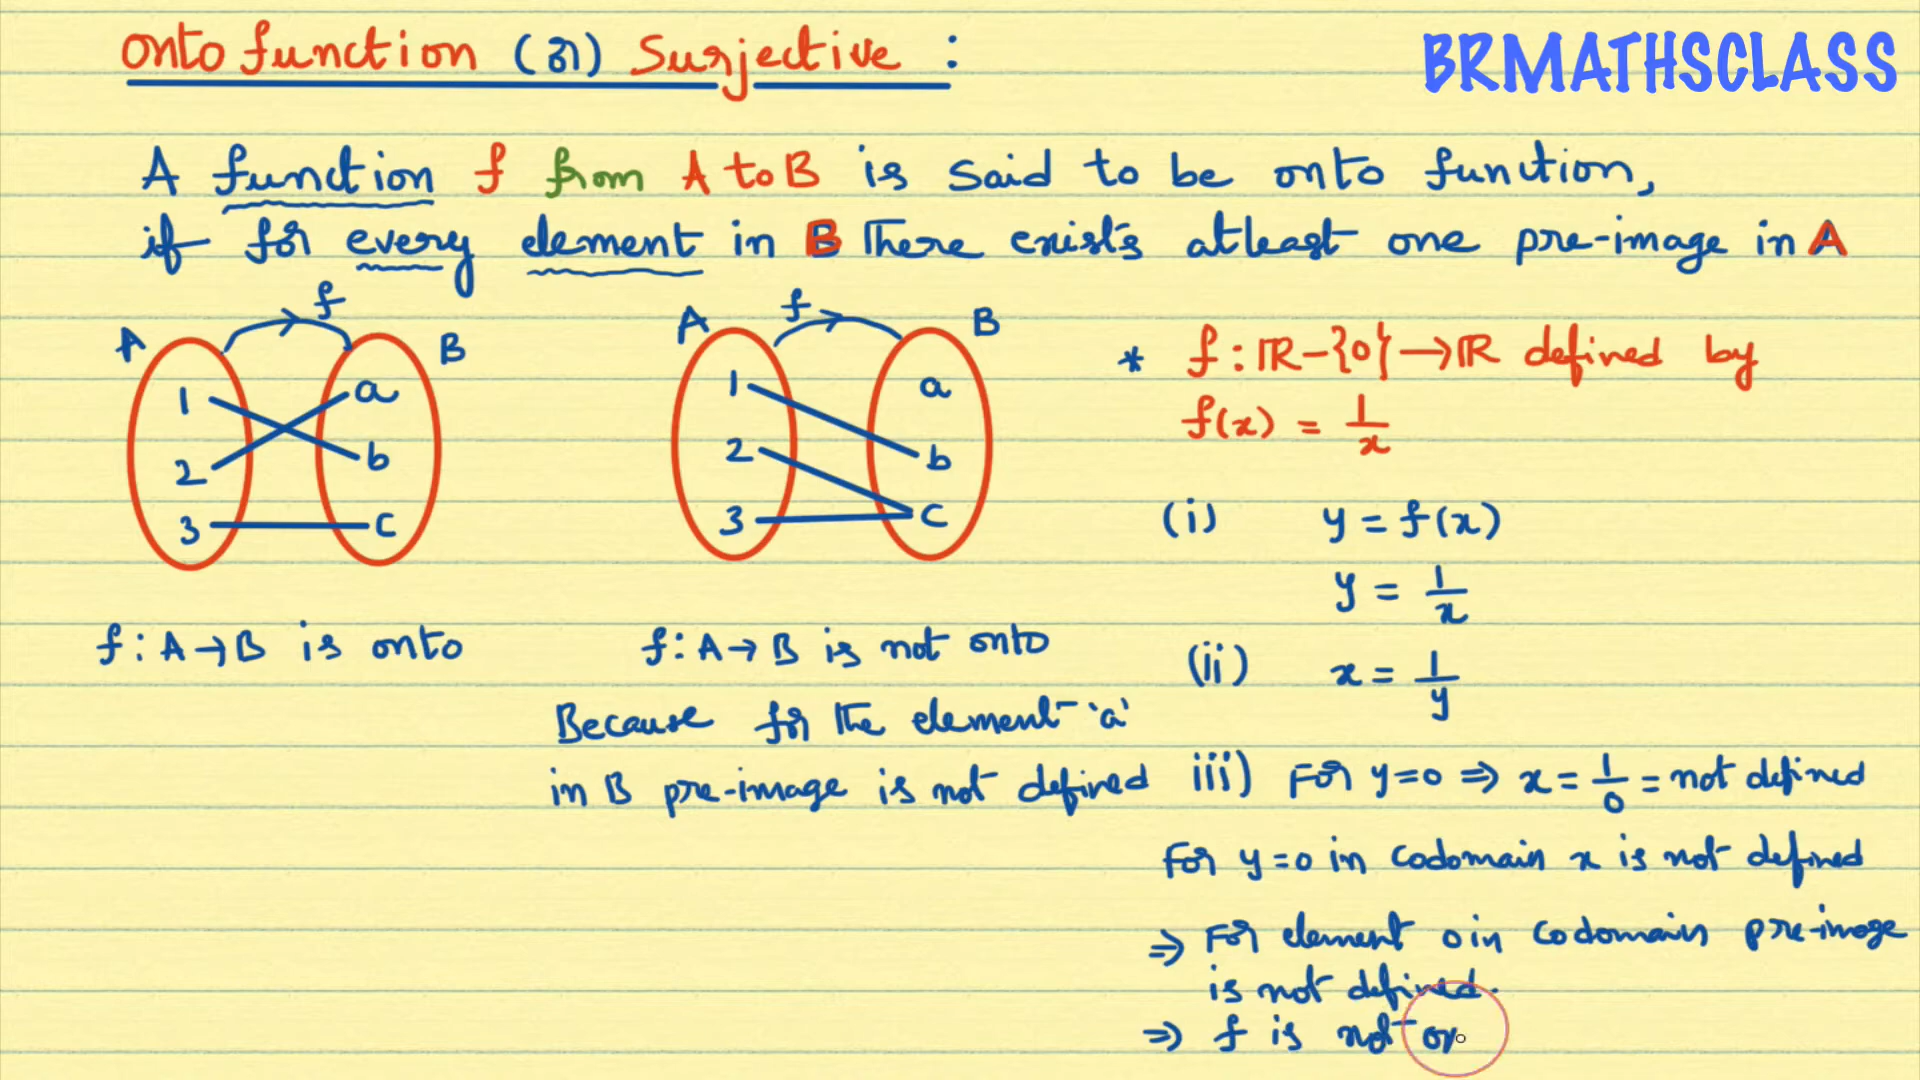 onto function (or) Surjective :
BRMATHSCLASS
A function f from A to B is said to be onto function,
if for every element in B There exists atleast one pre-image in A
f
A
B
1
2
3
a
b
c
f : A → B is onto
f
A
B
1
2
3
a
b
c
f : A → B is not onto
Because for the element 'a'
in B pre-image is not defined
* f : ℝ - {0} → ℝ defined by
f(x) = 1/x
(i) y = f(x)
y = 1/x
(ii) x = 1/y
iii) For y = 0 ⇒ x = 1/0 = not defined
For y = 0 in codomain x is not defined
⇒ For element 0 in codomain pre-image
is not defined.
⇒ f is not on